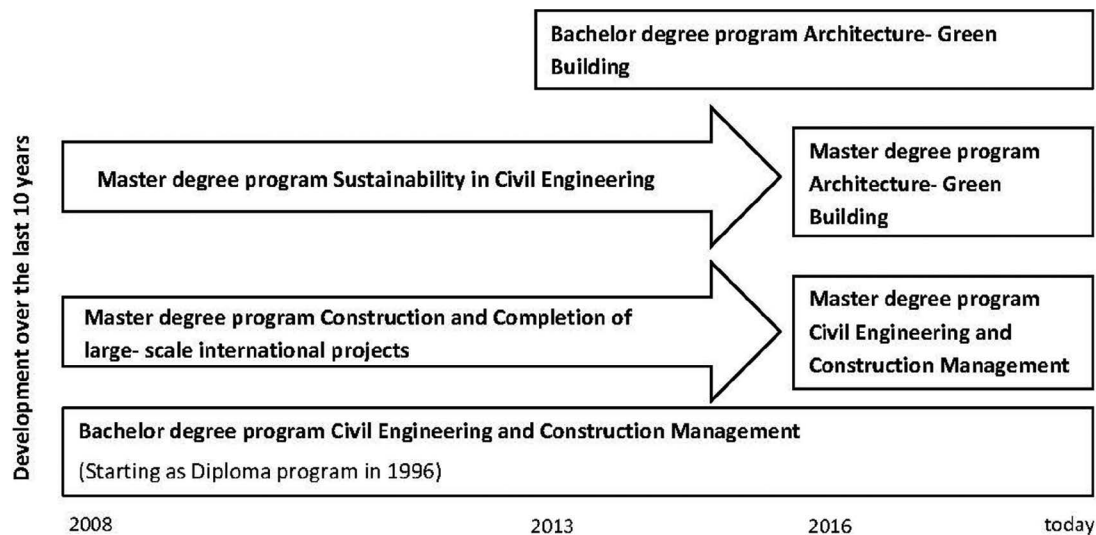 Bachelor degree program Architecture- Green
Building
Development over the last 10 years
Master degree program Sustainability in Civil Engineering
Master degree program
Architecture- Green
Building
Master degree program Construction and Completion of
large- scale international projects
Master degree program
Civil Engineering and
Construction Management
Bachelor degree program Civil Engineering and Construction Management
(Starting as Diploma program in 1996)
2008 2013 2016 today